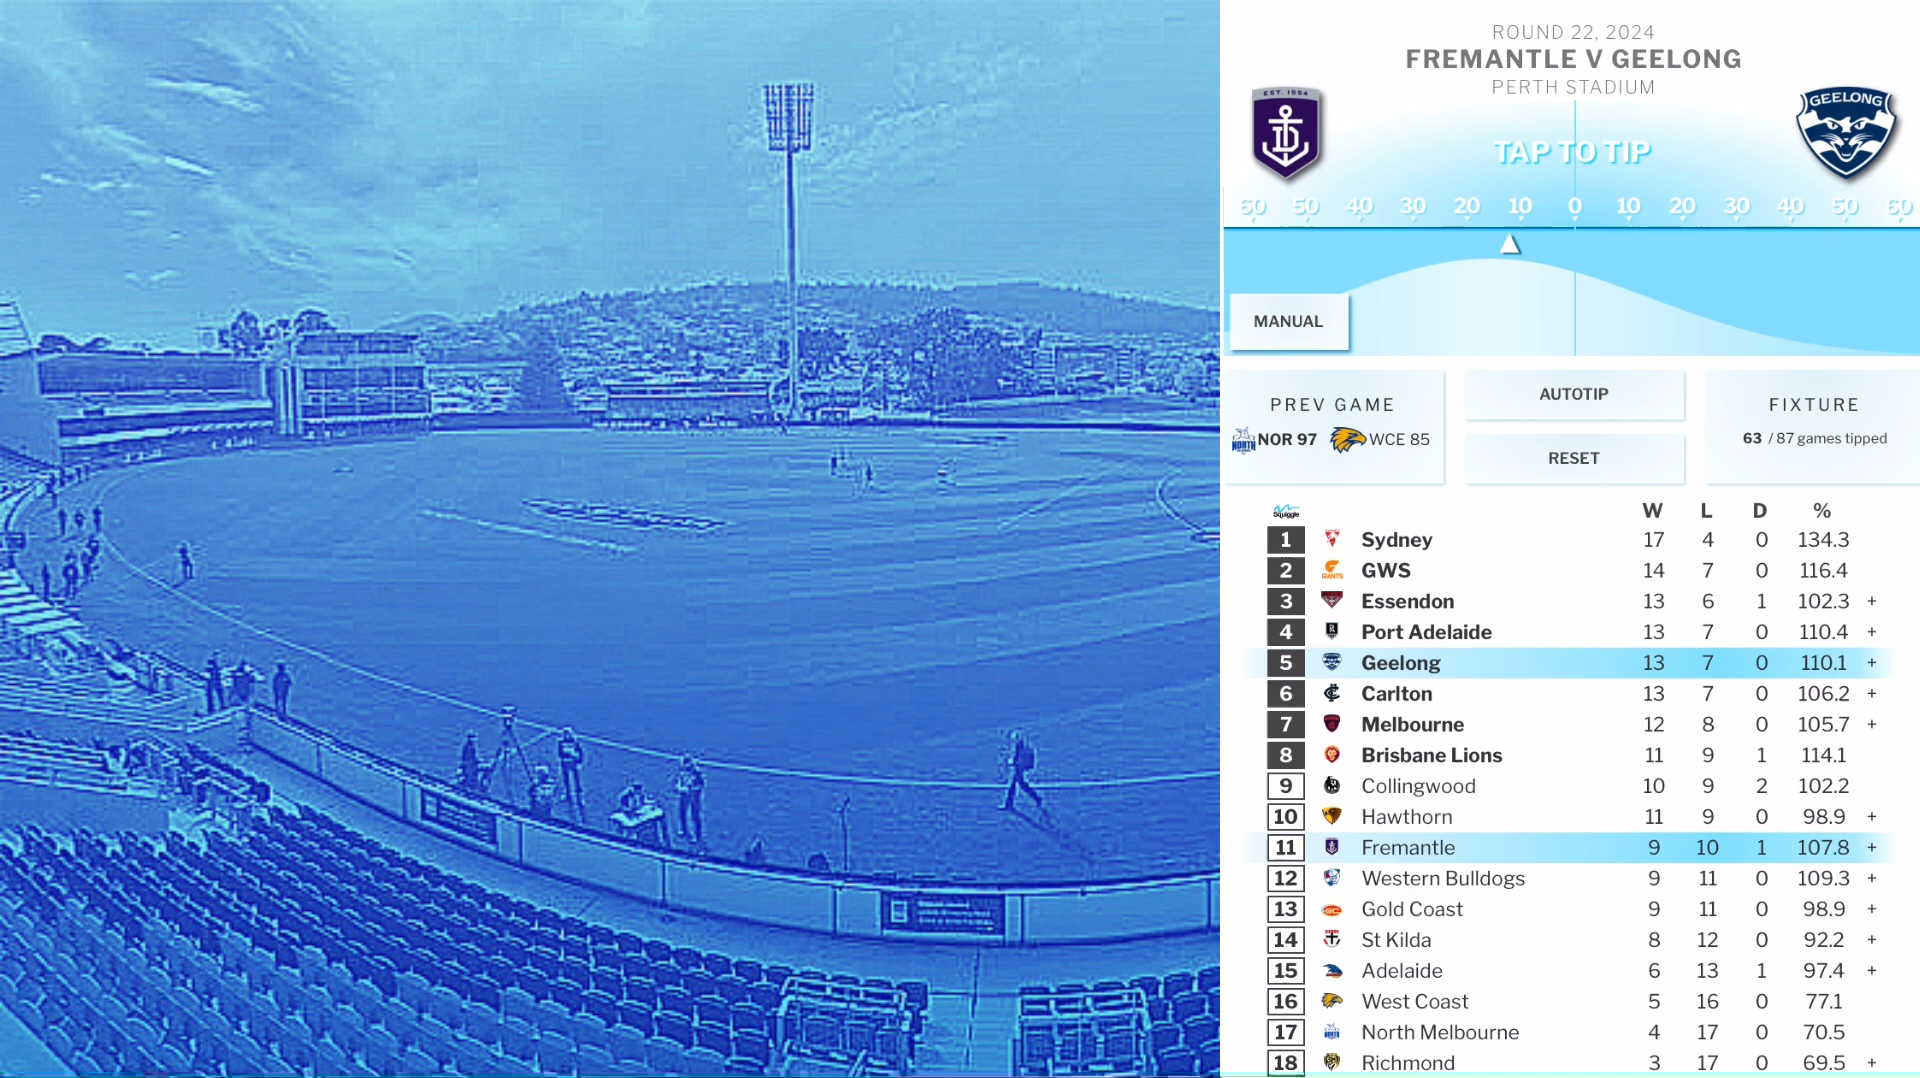 ROUND 22, 2024
FREMANTLE V GEELONG
PERTH STADIUM
EST. 1994
GEELONG
TAP TO TIP
60 50 40 30 20 10 0 10 20 30 40 50 60
MANUAL
PREV GAME
NORTH NOR 97 WCE 85
AUTOTIP
RESET
FIXTURE
63 / 87 games tipped
Squiggle W L D %
1 Sydney 17 4 0 134.3
2 GIANTS GWS 14 7 0 116.4
3 Essendon 13 6 1 102.3 +
4 Port Adelaide 13 7 0 110.4 +
5 Geelong 13 7 0 110.1 +
6 Carlton 13 7 0 106.2 +
7 Melbourne 12 8 0 105.7 +
8 Brisbane Lions 11 9 1 114.1
9 Collingwood 10 9 2 102.2
10 Hawthorn 11 9 0 98.9 +
11 Fremantle 9 10 1 107.8 +
12 Western Bulldogs 9 11 0 109.3 +
13 Gold Coast 9 11 0 98.9 +
14 St Kilda 8 12 0 92.2 +
15 Adelaide 6 13 1 97.4 +
16 West Coast 5 16 0 77.1
17 North Melbourne 4 17 0 70.5
18 Richmond 3 17 0 69.5 +